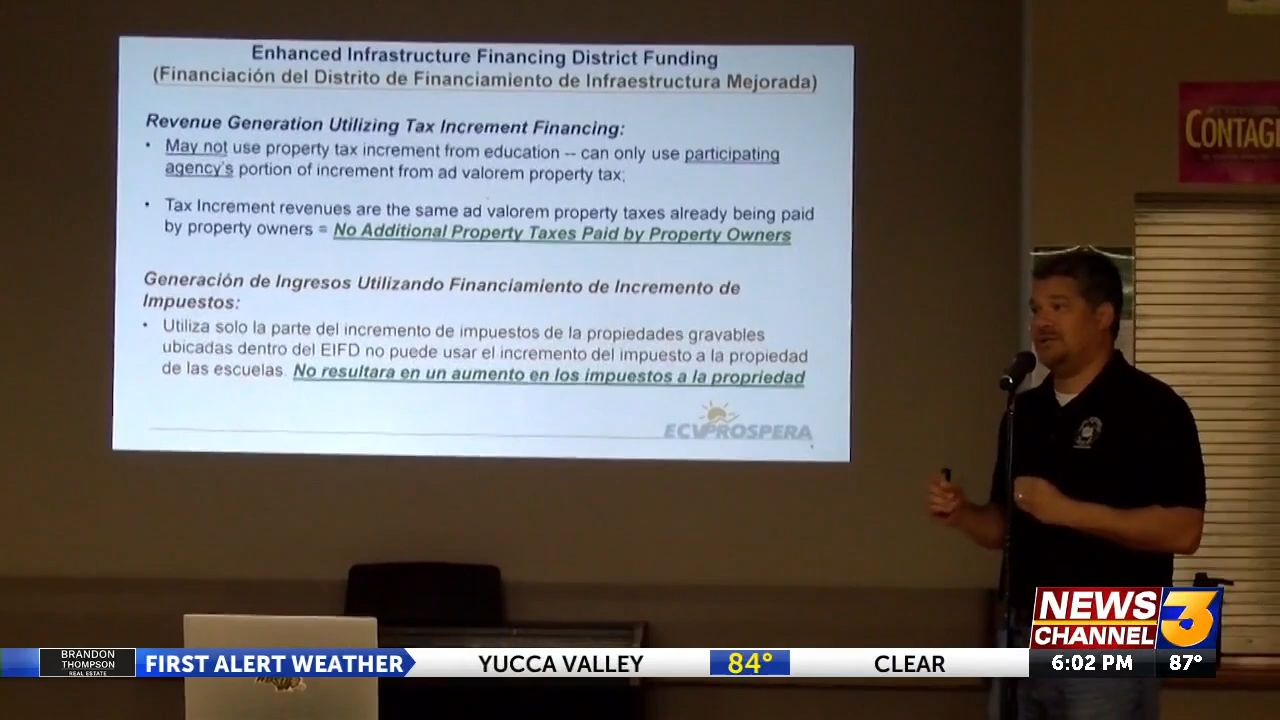 Enhanced Infrastructure Financing District Funding
(Financiación del Distrito de Financiamiento de Infraestructura Mejorada)
Revenue Generation Utilizing Tax Increment Financing:
• May not use property tax increment from education -- can only use participating
agency's portion of increment from ad valorem property tax;
• Tax Increment revenues are the same ad valorem property taxes already being paid
by property owners = No Additional Property Taxes Paid by Property Owners
Generación de Ingresos Utilizando Financiamiento de Incremento de
Impuestos:
• Utiliza solo la parte del incremento de impuestos de la propiedades gravables
ubicadas dentro del EIFD no puede usar el incremento del impuesto a la propiedad
de las escuelas. No resultara en un aumento en los impuestos a la propriedad
ECVPROSPERA
CONTAG
NEWS
CHANNEL 3
6:02 PM 87°
BRANDON
THOMPSON
REAL ESTATE
FIRST ALERT WEATHER YUCCA VALLEY 84° CLEAR